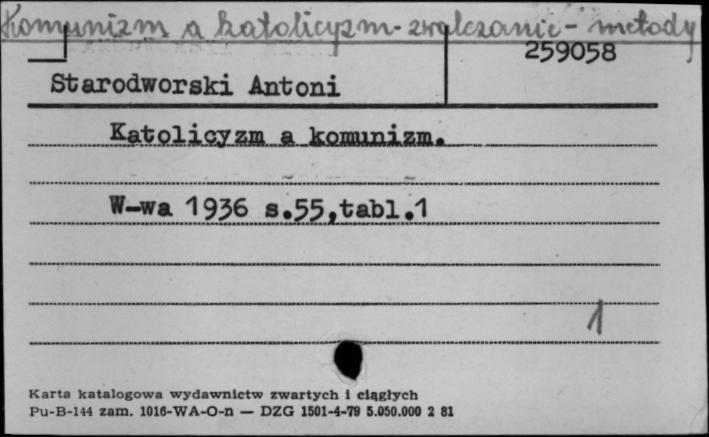 Komunizm a katolicyzm - zwalczanie - metody
259058
Starodworski Antoni
Katolicyzm a komunizm.
W-wa 1936 s.55,tabl.1
1
Karta katalogowa wydawnictw zwartych i ciągłych
Pu-B-144 zam. 1016-WA-O-n — DZG 1501-4-79 5.050.000 2 81